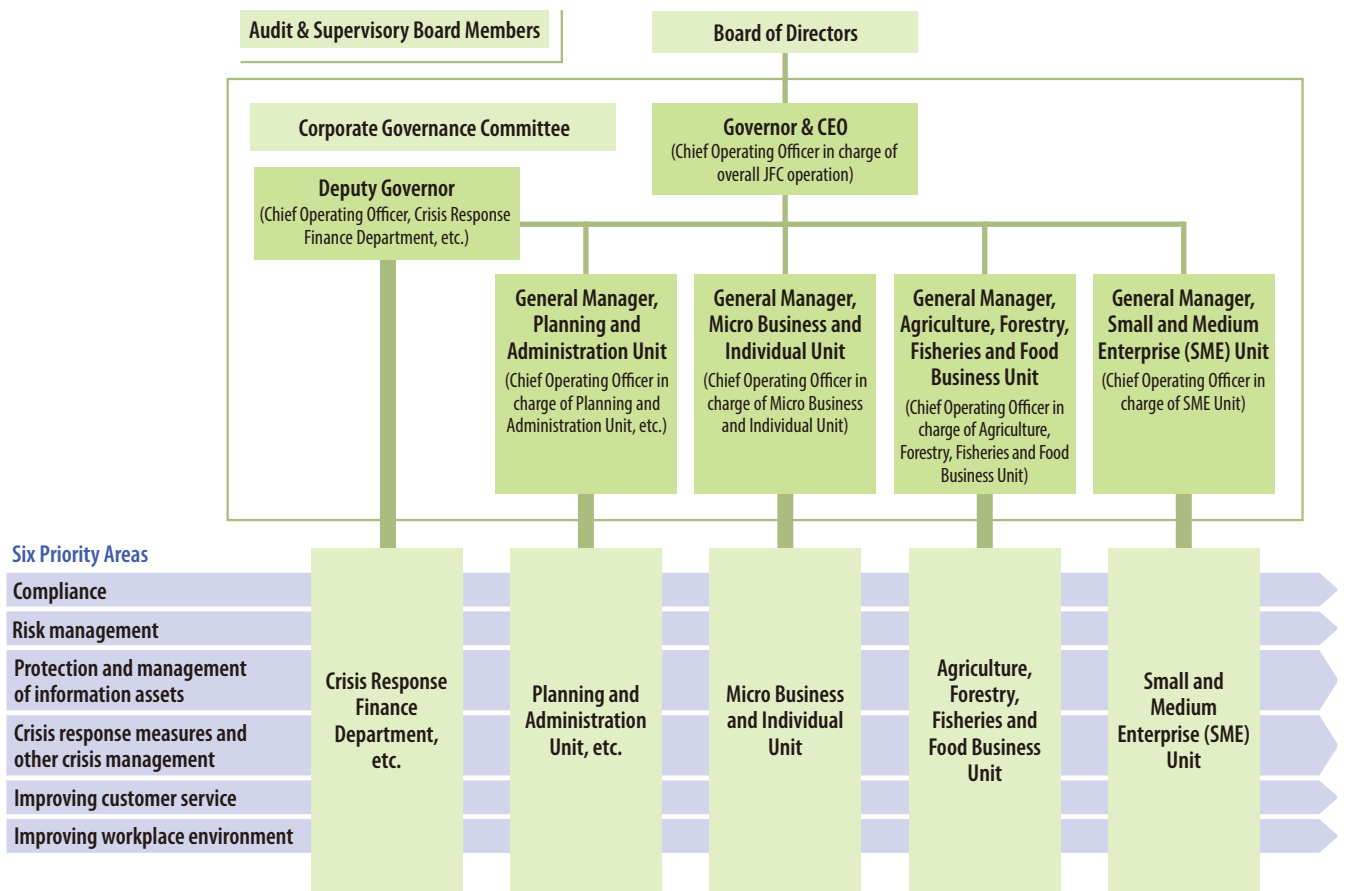 Audit & Supervisory Board Members
Board of Directors
Corporate Governance Committee
Governor & CEO
(Chief Operating Officer in charge of
overall JFC operation)
Deputy Governor
(Chief Operating Officer, Crisis Response
Finance Department, etc.)
General Manager,
Planning and
Administration Unit
(Chief Operating Officer in
charge of Planning and
Administration Unit, etc.)
General Manager,
Micro Business and
Individual Unit
(Chief Operating Officer in
charge of Micro Business
and Individual Unit)
General Manager,
Agriculture, Forestry,
Fisheries and Food
Business Unit
(Chief Operating Officer in
charge of Agriculture,
Forestry, Fisheries and Food
Business Unit)
General Manager,
Small and Medium
Enterprise (SME) Unit
(Chief Operating Officer in
charge of SME Unit)
Six Priority Areas
Compliance
Risk management
Protection and management
of information assets
Crisis response measures and
other crisis management
Improving customer service
Improving workplace environment
Crisis Response
Finance
Department,
etc.
Planning and
Administration
Unit, etc.
Micro Business
and Individual
Unit
Agriculture,
Forestry,
Fisheries and
Food Business
Unit
Small and
Medium
Enterprise (SME)
Unit